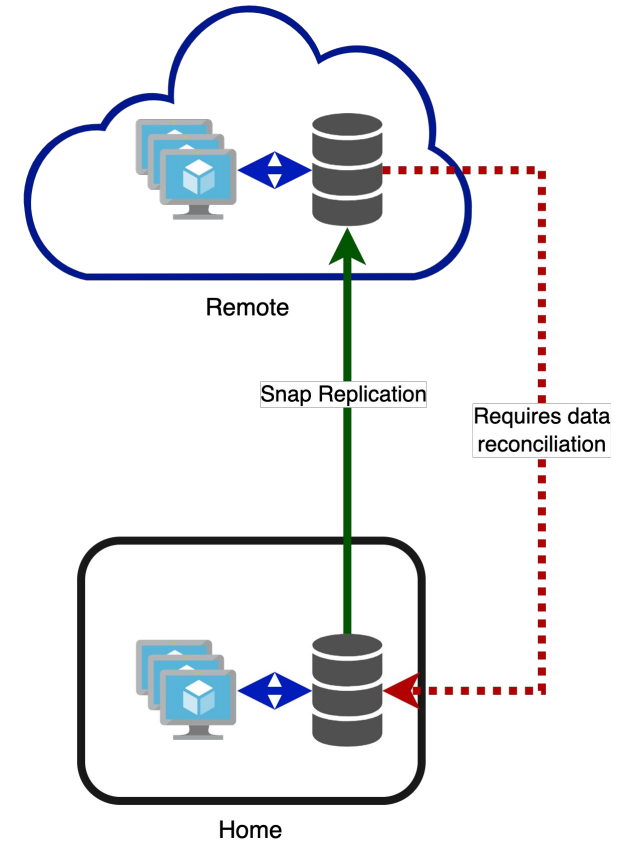 Remote
Snap Replication
Requires data
reconciliation
Home